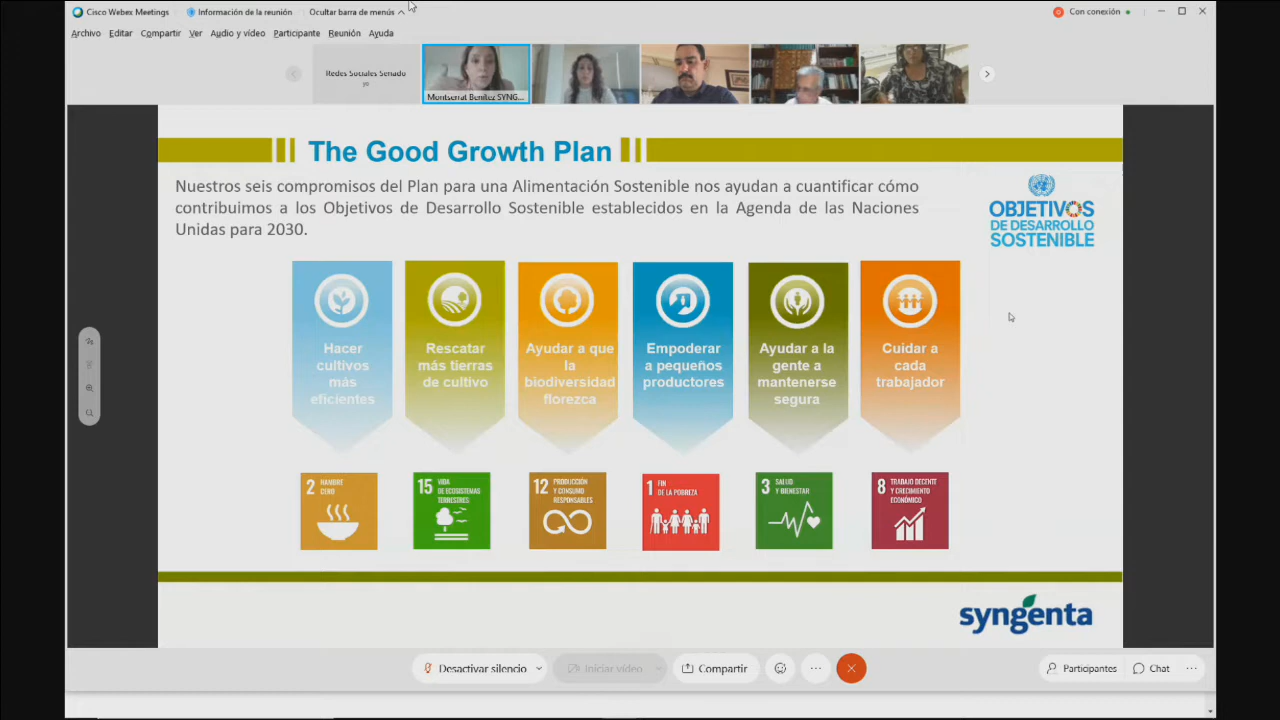 Cisco Webex Meetings
Información de la reunión
Ocultar barra de menús
Con conexión
Archivo Editar Compartir Ver Audio y vídeo Participante Reunión Ayuda
Redes Sociales Senado
yo
Montserrat Benítez SYNG...
The Good Growth Plan
Nuestros seis compromisos del Plan para una Alimentación Sostenible nos ayudan a cuantificar cómo
contribuimos a los Objetivos de Desarrollo Sostenible establecidos en la Agenda de las Naciones
Unidas para 2030.
OBJETIVOS
DE DESARROLLO
SOSTENIBLE
Hacer
cultivos
más
eficientes
Rescatar
más tierras
de cultivo
Ayudar a que
la
biodiversidad
florezca
Empoderar
a pequeños
productores
Ayudar a la
gente a
mantenerse
segura
Cuidar a
cada
trabajador
2 HAMBRE
CERO
15 VIDA
DE ECOSISTEMAS
TERRESTRES
12 PRODUCCIÓN
Y CONSUMO
RESPONSABLES
1 FIN
DE LA POBREZA
3 SALUD
Y BIENESTAR
8 TRABAJO DECENTE
Y CRECIMIENTO
ECONÓMICO
syngenta
Desactivar silencio
Iniciar vídeo
Compartir
Participantes
Chat